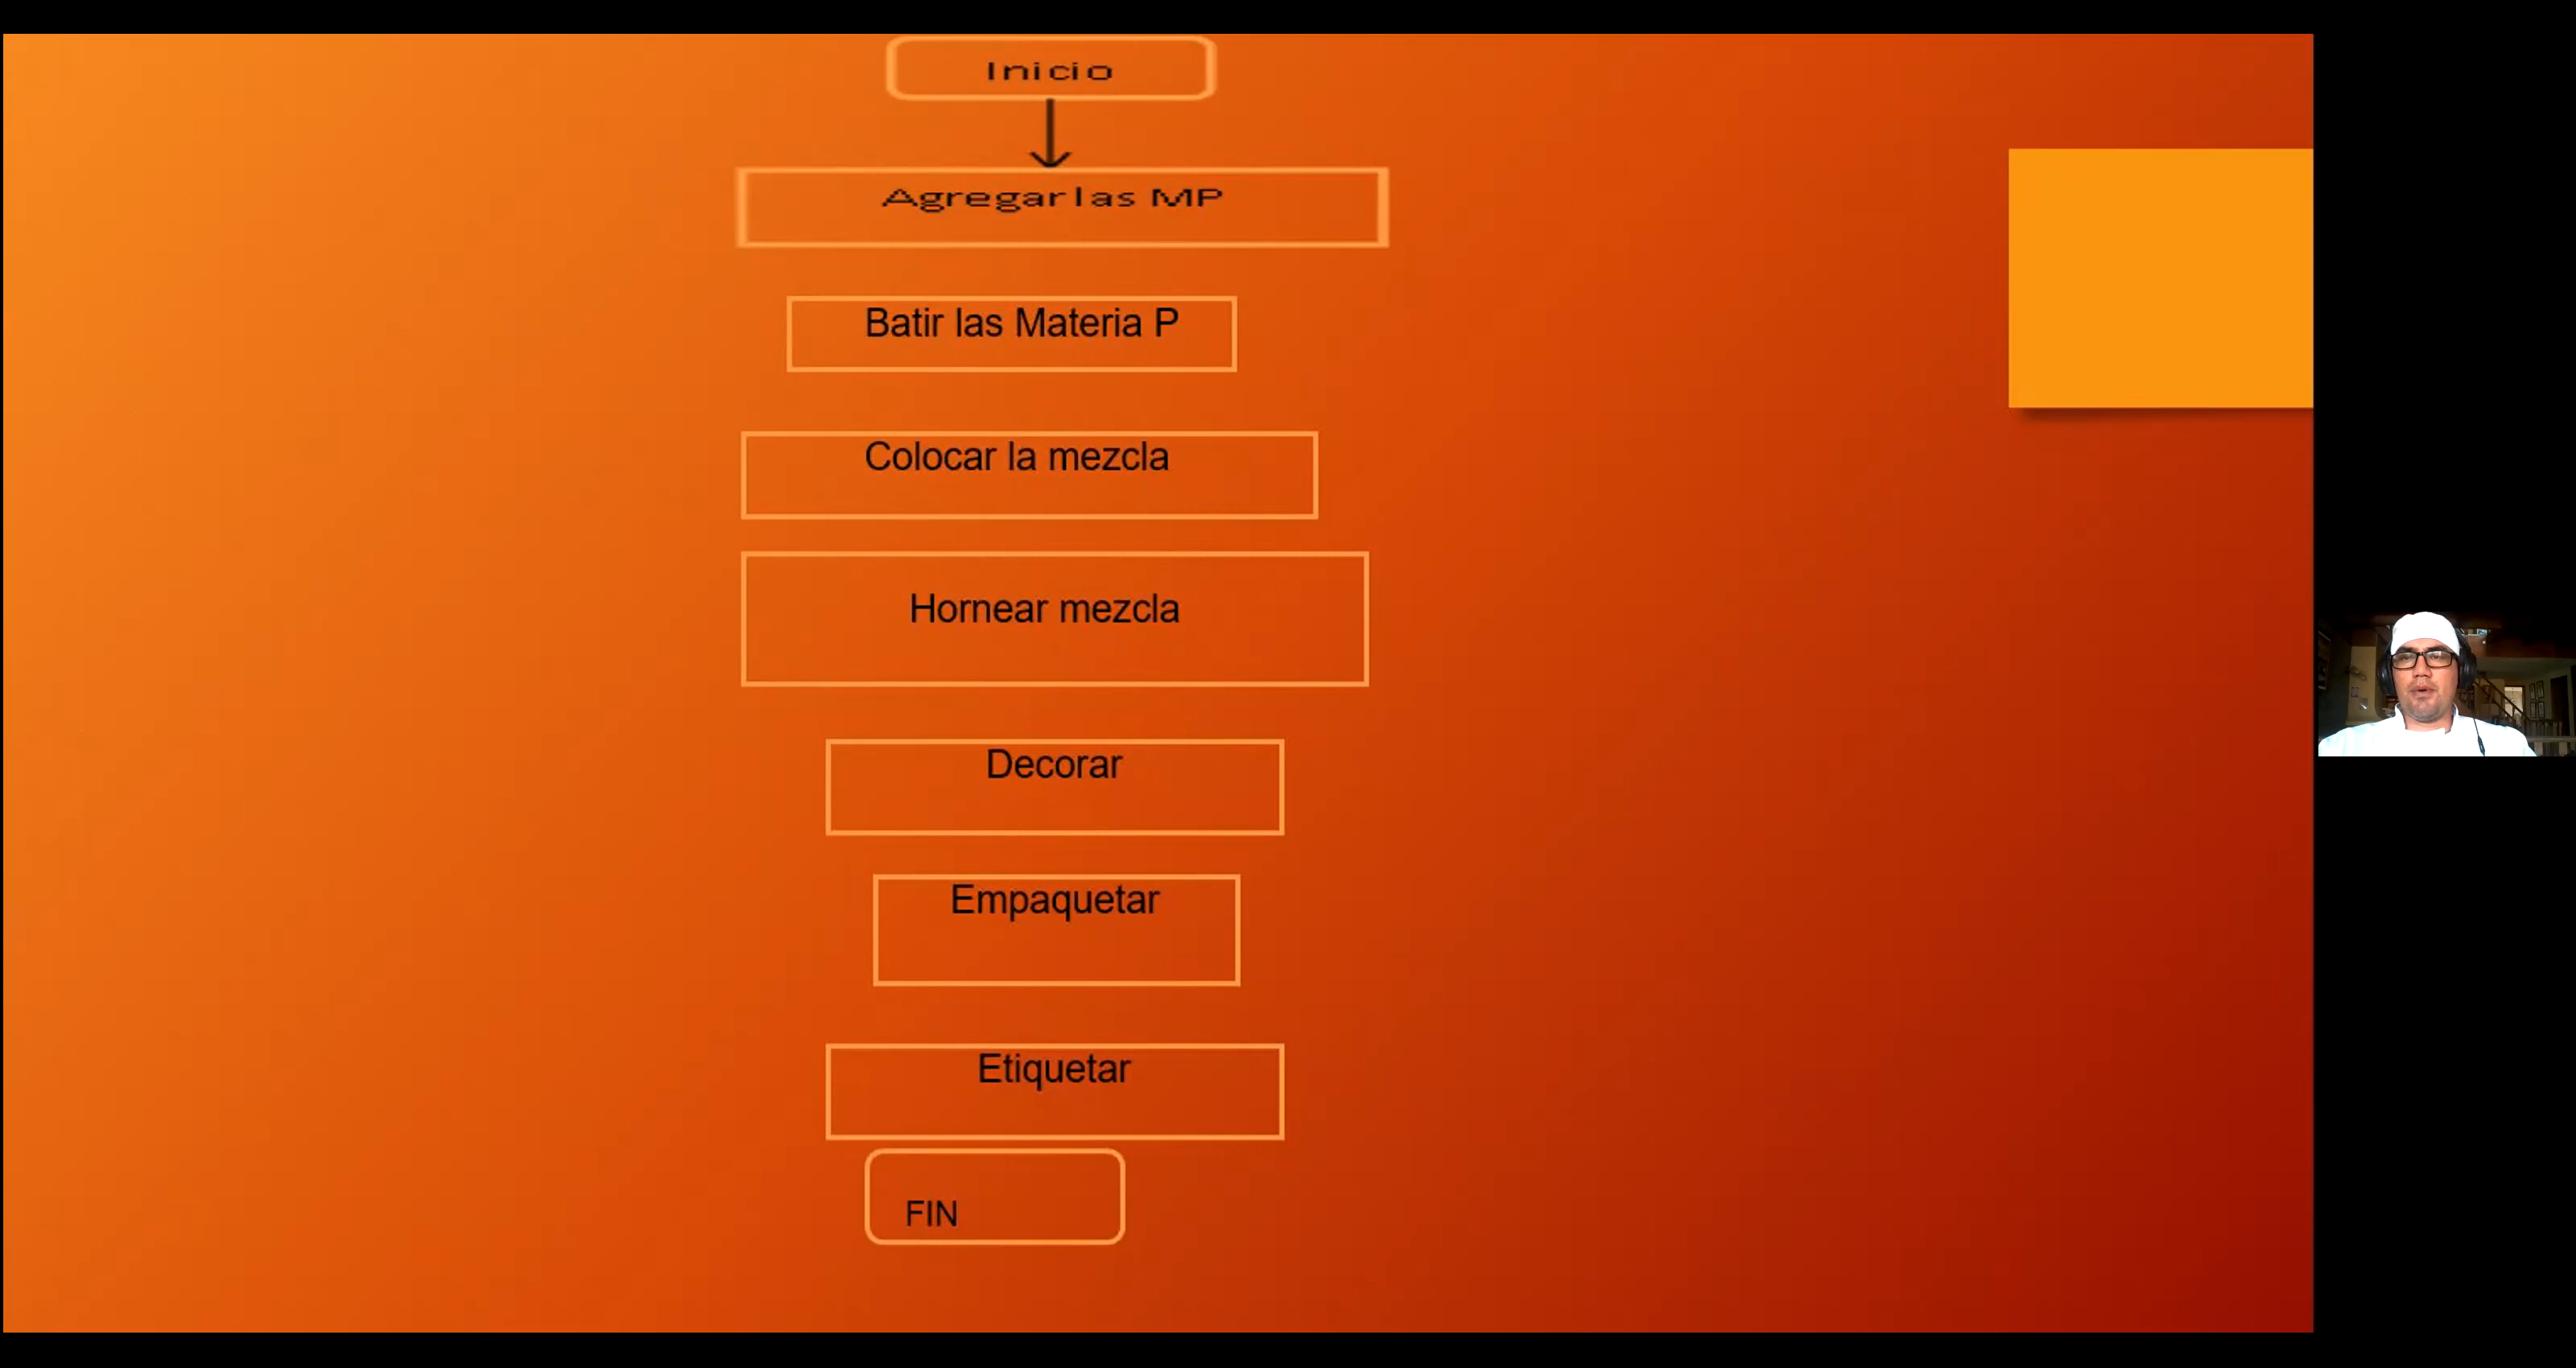 Inicio
Agregar las MP
Batir las Materia P
Colocar la mezcla
Hornear mezcla
Decorar
Empaquetar
Etiquetar
FIN